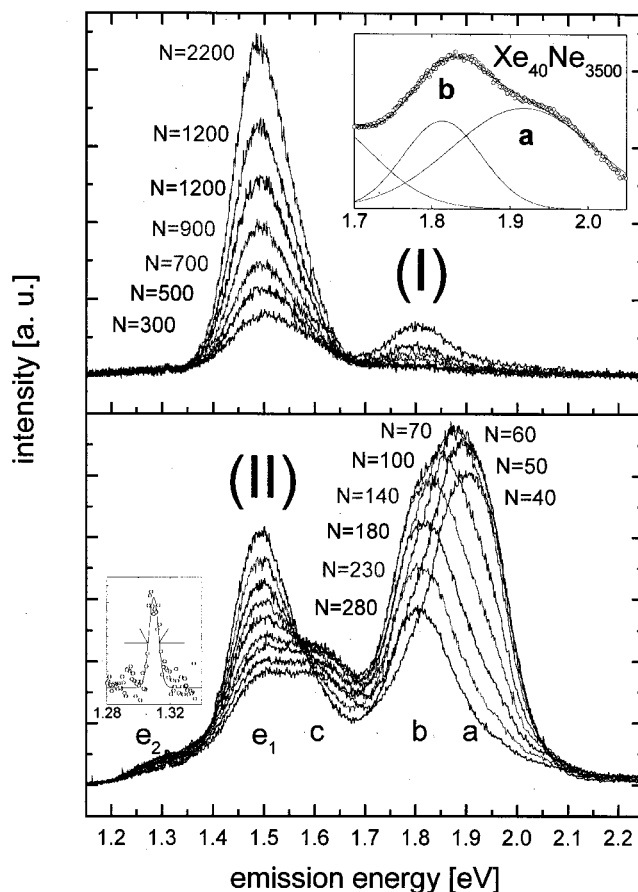 N=2200
N=1200
N=1200
N=900
N=700
N=500
N=300
Xe40Ne3500
b
a
1.7 1.8 1.9 2.0
(I)
intensity [a. u.]
(II)
N=70
N=100
N=140
N=180
N=230
N=280
N=60
N=50
N=40
1.28 1.32
e2 e1 c b a
1.2 1.3 1.4 1.5 1.6 1.7 1.8 1.9 2.0 2.1 2.2
emission energy [eV]